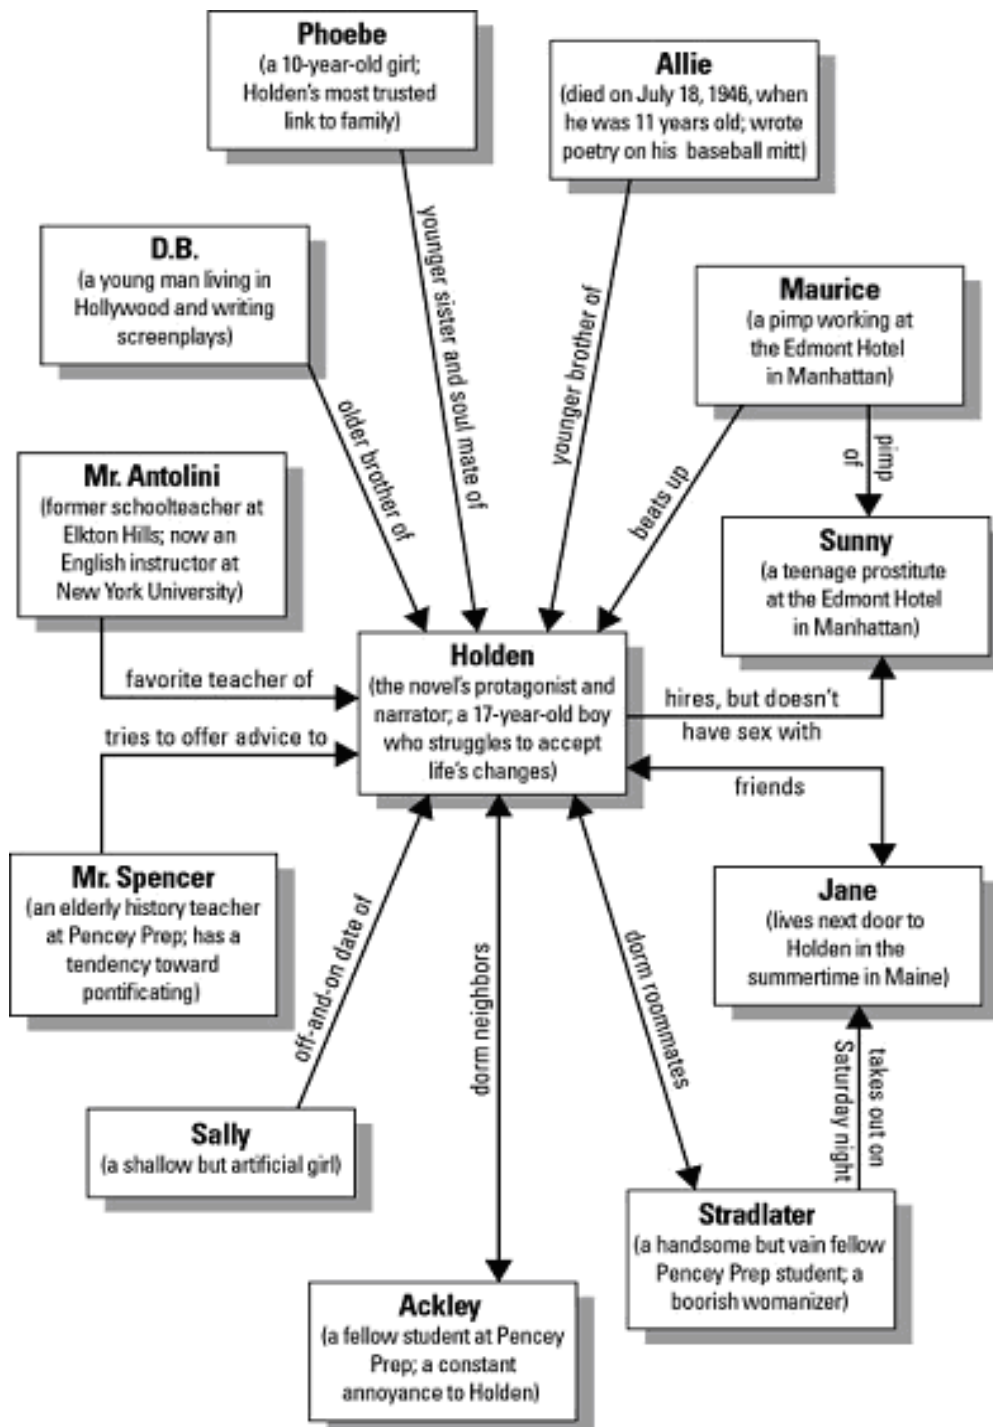 Phoebe
(a 10-year-old girl;
Holden's most trusted
link to family)
Allie
(died on July 18, 1946, when
he was 11 years old; wrote
poetry on his baseball mitt)
D.B.
(a young man living in
Hollywood and writing
screenplays)
Maurice
(a pimp working at
the Edmont Hotel
in Manhattan)
younger sister and soul mate of
younger brother of
older brother of
beats up
pimp
of
Mr. Antolini
(former schoolteacher at
Elkton Hills; now an
English instructor at
New York University)
Sunny
(a teenage prostitute
at the Edmont Hotel
in Manhattan)
favorite teacher of
Holden
(the novel's protagonist and
narrator; a 17-year-old boy
who struggles to accept
life's changes)
hires, but doesn't
have sex with
tries to offer advice to
friends
Mr. Spencer
(an elderly history teacher
at Pencey Prep; has a
tendency toward
pontificating)
Jane
(lives next door to
Holden in the
summertime in Maine)
off-and-on date of
dorm neighbors
dorm roommates
takes out on
Saturday night
Sally
(a shallow but artificial girl)
Stradlater
(a handsome but vain fellow
Pencey Prep student; a
boorish womanizer)
Ackley
(a fellow student at Pencey
Prep; a constant
annoyance to Holden)